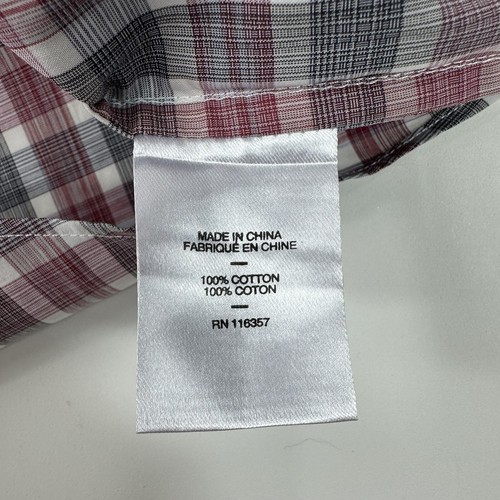 MADE IN CHINA
FABRIQUÉ EN CHINE
100% COTTON
100% COTON
RN 116357